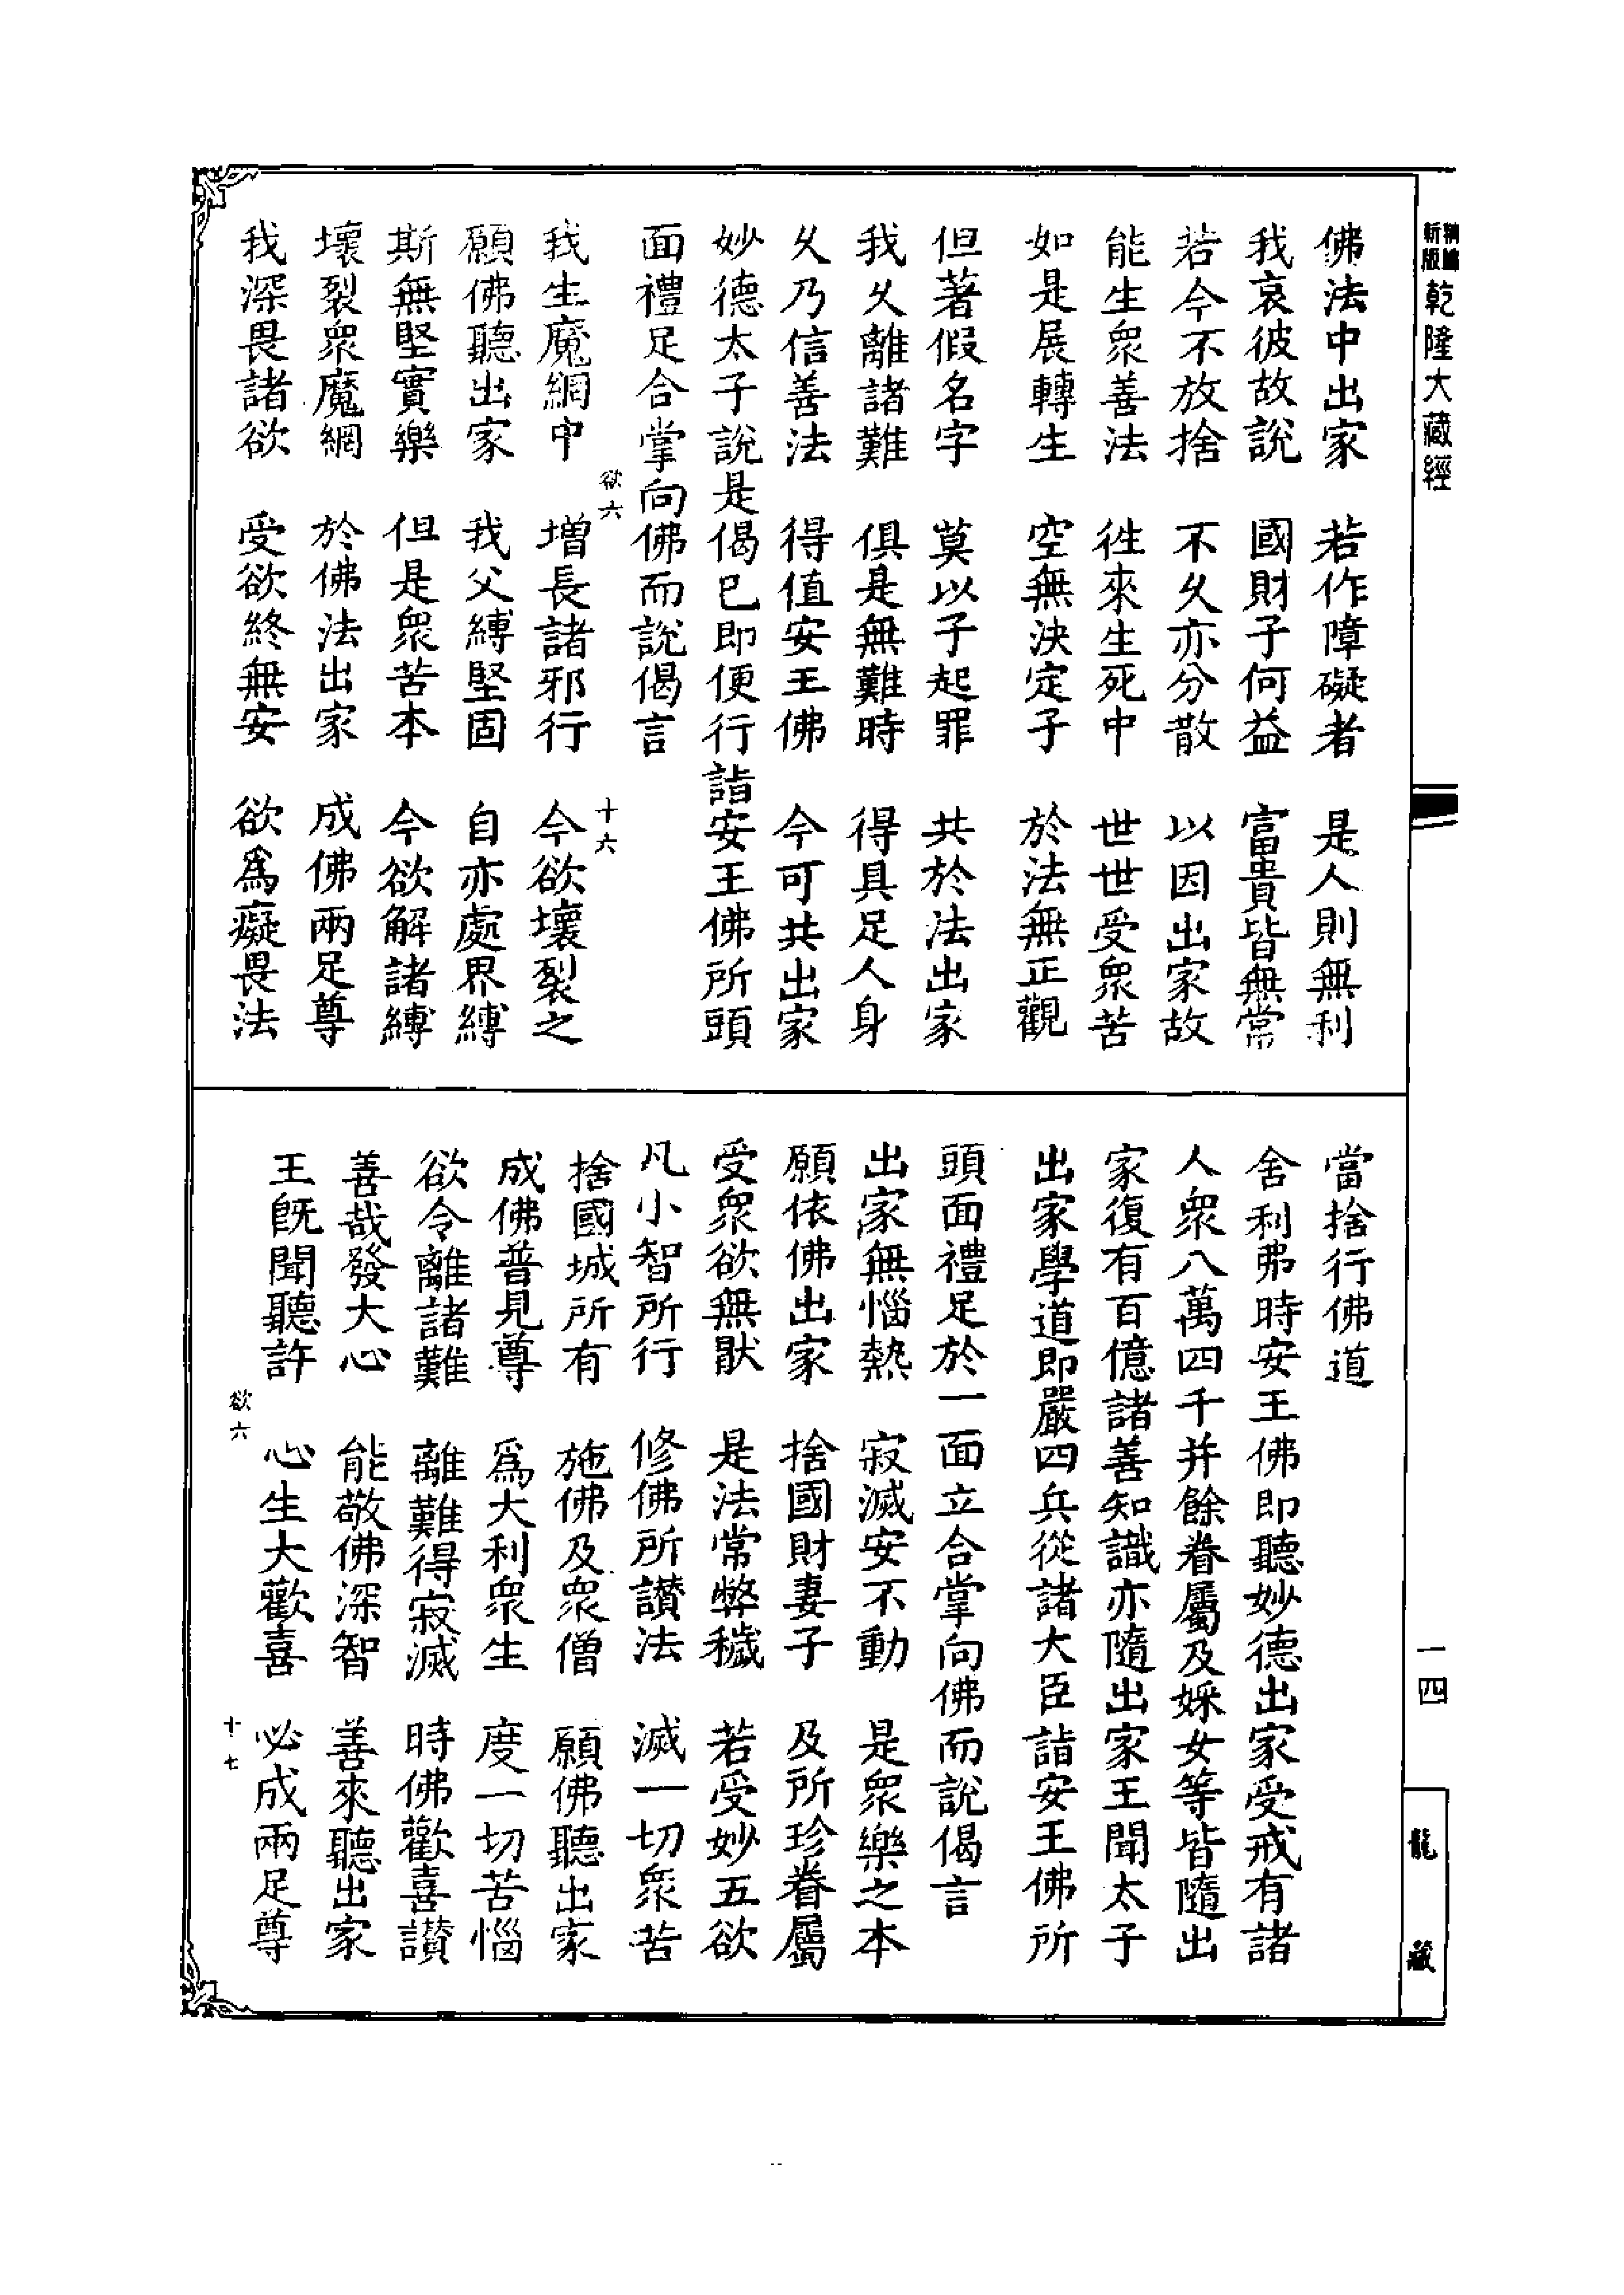 新版
乾隆大藏經
佛法中出家　若作障礙者　是人則無利
我哀彼故説　國財子何益　富貴皆無常
若今不放捨　不久亦分散　以因出家故
能生衆善法　徃來生死中　世世受衆苦
如是展轉生　空無決定子　於法無正觀
但著假名字　莫以子起罪　共於法出家
我久離諸難　俱是無難時　得具足人身
久乃信善法　得值安王佛　今可共出家
妙德太子説是偈已即便行詣安王佛所頭
面禮足合掌向佛而説偈言
欲六　十六
我生魔網中　增長諸邪行　今欲壞裂之
願佛聽出家　我父縛堅固　自亦處界縛
斯無堅實樂　但是衆苦本　今欲解諸縛
壞裂衆魔網　於佛法出家　成佛兩足尊
我深畏諸欲　受欲終無安　欲爲癡畏法
當捨行佛道
舍利弗時安王佛即聽妙德出家受戒有諸
人衆八萬四千并餘眷屬及婇女等皆隨出
家復有百億諸善知識亦隨出家王聞太子
出家學道即嚴四兵從諸大臣詣安王佛所
頭面禮足於一面立合掌向佛而説偈言
出家無惱熱　寂滅安不動　是衆樂之本
願依佛出家　捨國財妻子　及所珍眷屬
受衆欲無猒　是法常弊穢　若受妙五欲
凡小智所行　修佛所讃法　滅一切衆苦
捨國城所有　施佛及衆僧　願佛聽出家
成佛普見尊　爲大利衆生　度一切苦惱
欲令離諸難　離難得寂滅　時佛歡喜讃
善哉發大心　能敬佛深智　善來聽出家
王旣聞聽許　心生大歡喜　必成兩足尊
欲六　十七
一四
龍藏